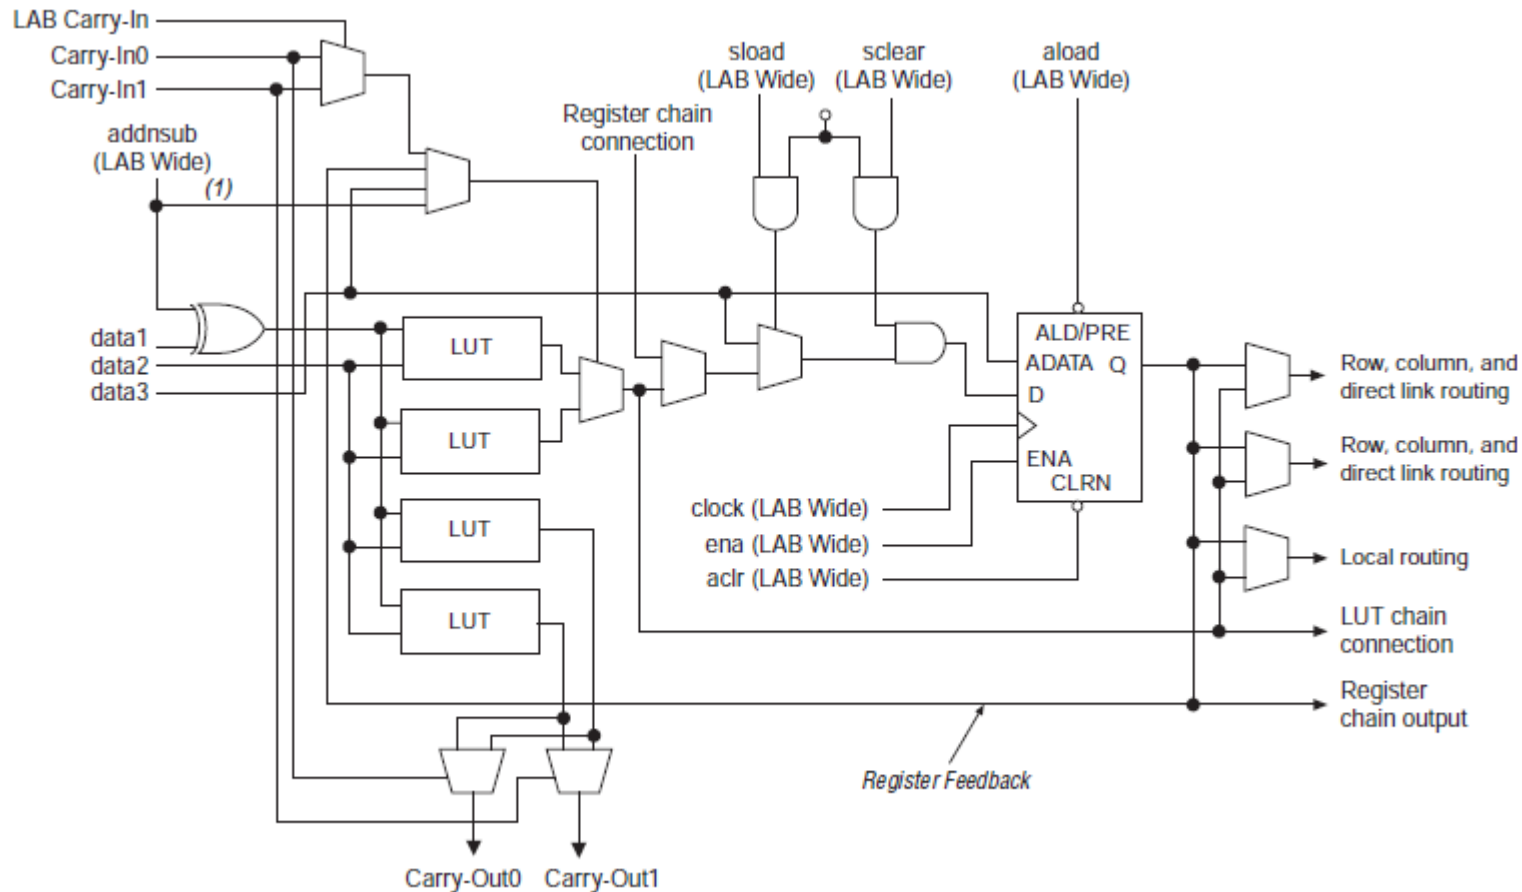 LAB Carry-In
Carry-In0
Carry-In1
addnsub
(LAB Wide)
(1)
Register chain
connection
sload
(LAB Wide)
sclear
(LAB Wide)
aload
(LAB Wide)
data1
data2
data3
LUT
LUT
LUT
LUT
ALD/PRE
ADATA Q
D
ENA
CLRN
clock (LAB Wide)
ena (LAB Wide)
aclr (LAB Wide)
Row, column, and
direct link routing
Row, column, and
direct link routing
Local routing
LUT chain
connection
Register
chain output
Register Feedback
Carry-Out0
Carry-Out1